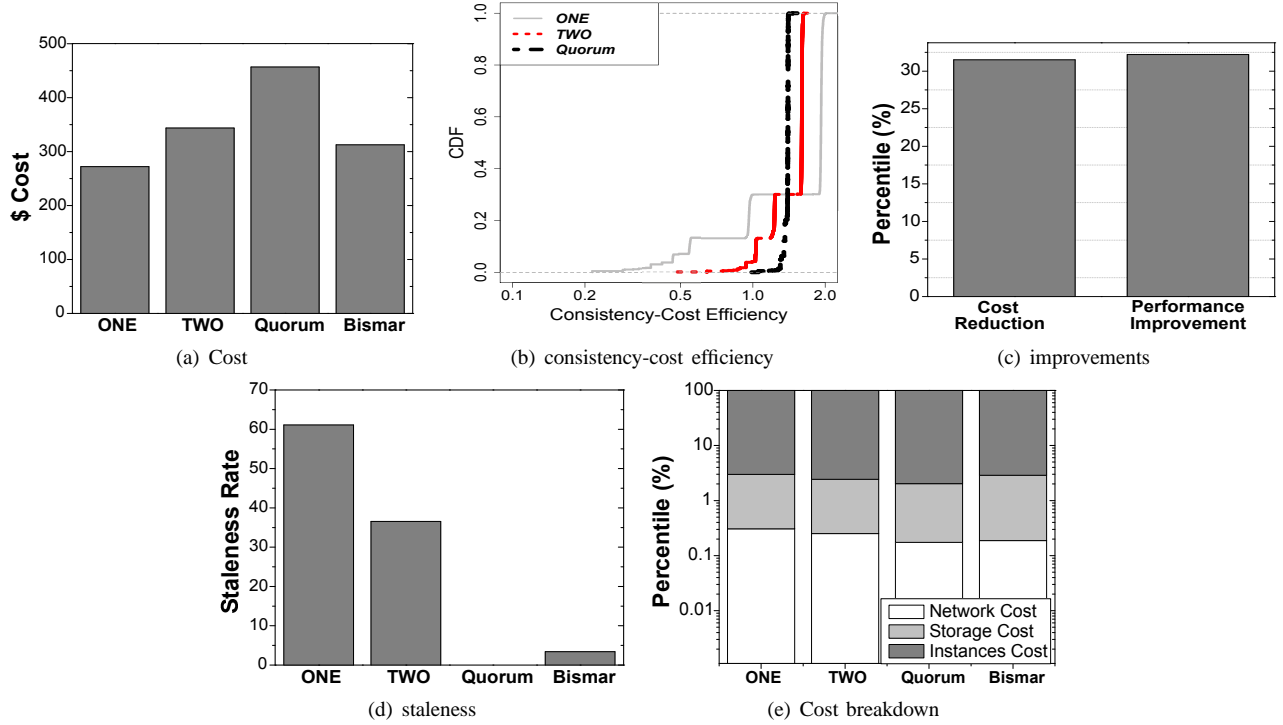 500
400
300
200
100
0
$ Cost
ONE TWO Quorum Bismar
(a) Cost
ONE
TWO
Quorum
1.0
0.8
0.6
0.4
0.2
0.0
CDF
0.1 0.2 0.5 1.0 2.0
Consistency-Cost Efficiency
(b) consistency-cost efficiency
30
25
20
15
10
5
0
Percentile (%)
Cost Performance
Reduction Improvement
(c) improvements
70
60
50
40
30
20
10
0
Staleness Rate
ONE TWO Quorum Bismar
(d) staleness
100
10
1
0.1
0.01
Percentile (%)
Network Cost
Storage Cost
Instances Cost
ONE TWO Quorum Bismar
(e) Cost breakdown